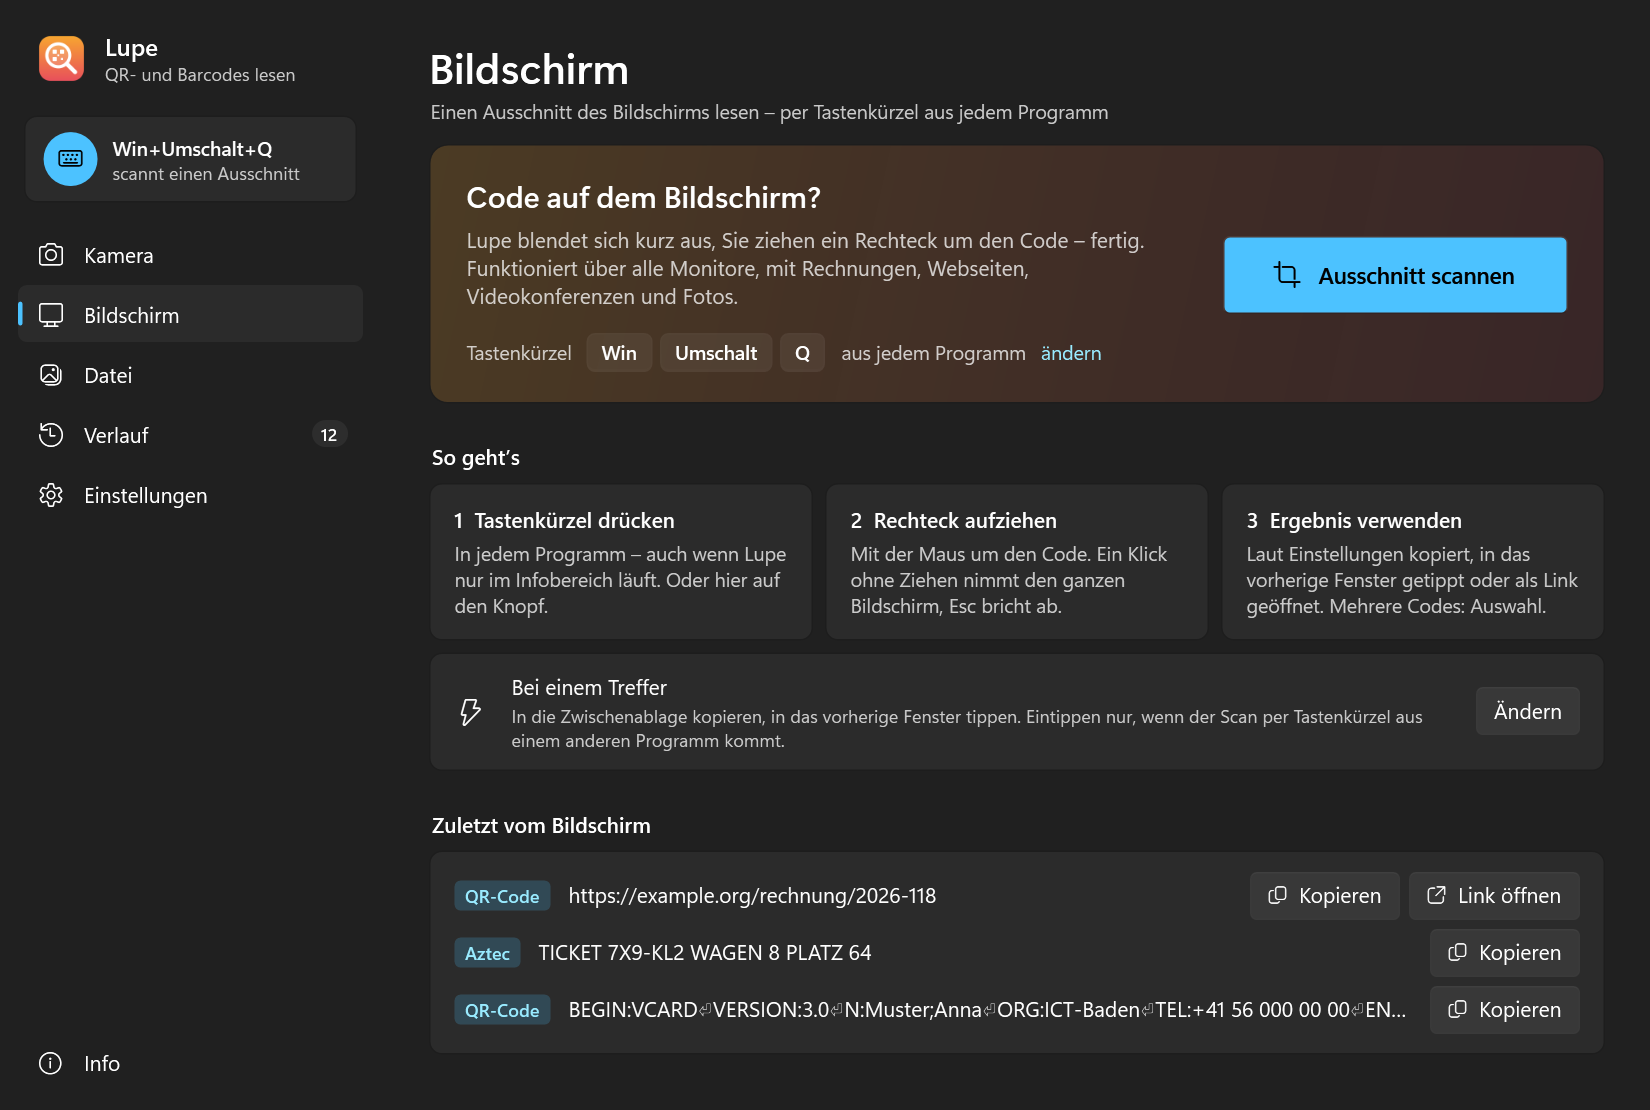 Lupe
QR- und Barcodes lesen
Win+Umschalt+Q
scannt einen Ausschnitt
Kamera
Bildschirm
Datei
Verlauf 12
Einstellungen
Info
Bildschirm
Einen Ausschnitt des Bildschirms lesen – per Tastenkürzel aus jedem Programm
Code auf dem Bildschirm?
Lupe blendet sich kurz aus, Sie ziehen ein Rechteck um den Code – fertig.
Funktioniert über alle Monitore, mit Rechnungen, Webseiten,
Videokonferenzen und Fotos.
Tastenkürzel Win Umschalt Q aus jedem Programm ändern
Ausschnitt scannen
So geht’s
1 Tastenkürzel drücken
In jedem Programm – auch wenn Lupe
nur im Infobereich läuft. Oder hier auf
den Knopf.
2 Rechteck aufziehen
Mit der Maus um den Code. Ein Klick
ohne Ziehen nimmt den ganzen
Bildschirm, Esc bricht ab.
3 Ergebnis verwenden
Laut Einstellungen kopiert, in das
vorherige Fenster getippt oder als Link
geöffnet. Mehrere Codes: Auswahl.
Bei einem Treffer
In die Zwischenablage kopieren, in das vorherige Fenster tippen. Eintippen nur, wenn der Scan per Tastenkürzel aus
einem anderen Programm kommt.
Ändern
Zuletzt vom Bildschirm
QR-Code https://example.org/rechnung/2026-118 Kopieren Link öffnen
Aztec TICKET 7X9-KL2 WAGEN 8 PLATZ 64 Kopieren
QR-Code BEGIN:VCARD⏎VERSION:3.0⏎N:Muster;Anna⏎ORG:ICT-Baden⏎TEL:+41 56 000 00 00⏎EN... Kopieren